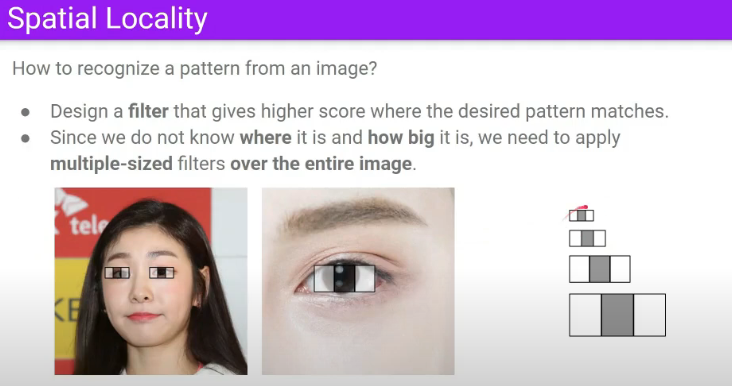 Spatial Locality
How to recognize a pattern from an image?
● Design a filter that gives higher score where the desired pattern matches.
● Since we do not know where it is and how big it is, we need to apply
multiple-sized filters over the entire image.
tele
KE